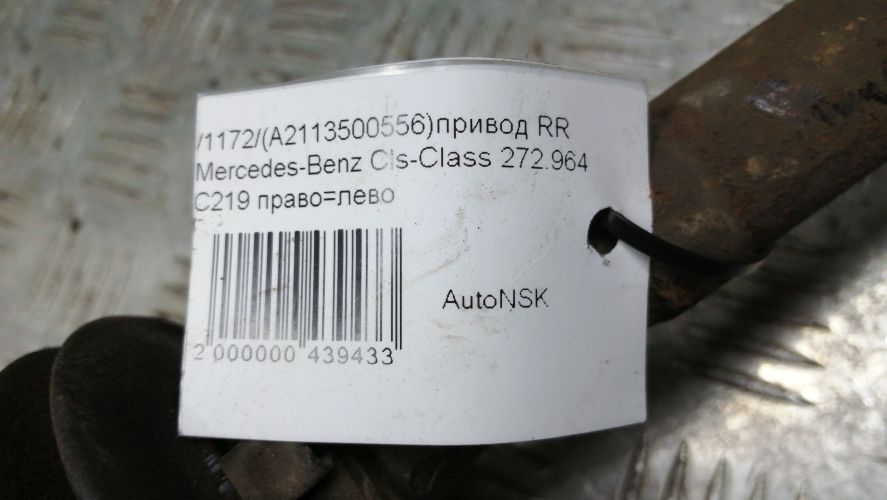 /1172/(A2113500556)привод RR
Mercedes-Benz Cls-Class 272.964
C219 право=лево
AutoNSK
2 000000 439433